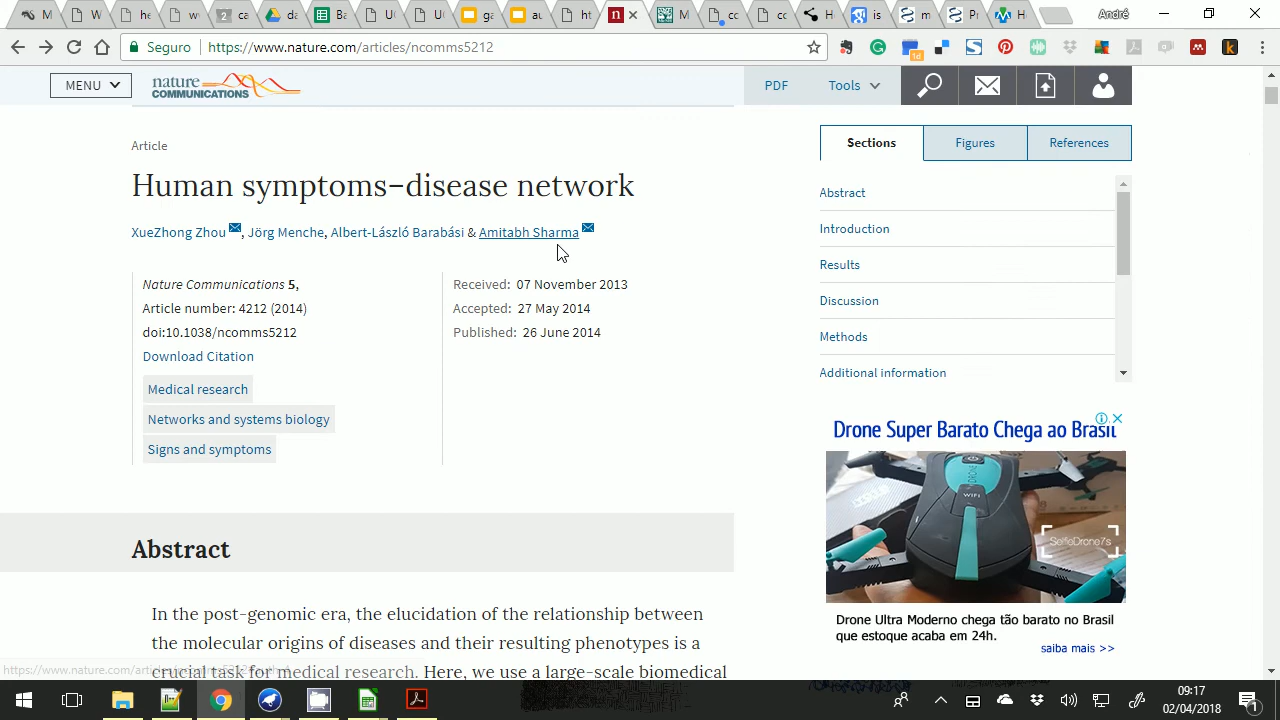 André
Seguro | https://www.nature.com/articles/ncomms5212
MENU
nature
COMMUNICATIONS
PDF
Tools
Article
Human symptoms–disease network
XueZhong Zhou, Jörg Menche, Albert-László Barabási & Amitabh Sharma
Nature Communications 5,
Article number: 4212 (2014)
doi:10.1038/ncomms5212
Download Citation
Medical research
Networks and systems biology
Signs and symptoms
Received: 07 November 2013
Accepted: 27 May 2014
Published: 26 June 2014
Abstract
In the post-genomic era, the elucidation of the relationship between
the molecular origins of diseases and their resulting phenotypes is a
crucial task for medical research. Here, we use a large-scale biomedical
Sections
Figures
References
Abstract
Introduction
Results
Discussion
Methods
Additional information
Drone Super Barato Chega ao Brasil
WIFI
SelfieDrone7s
Drone Ultra Moderno chega tão barato no Brasil
que estoque acaba em 24h.
saiba mais >>
09:17
02/04/2018